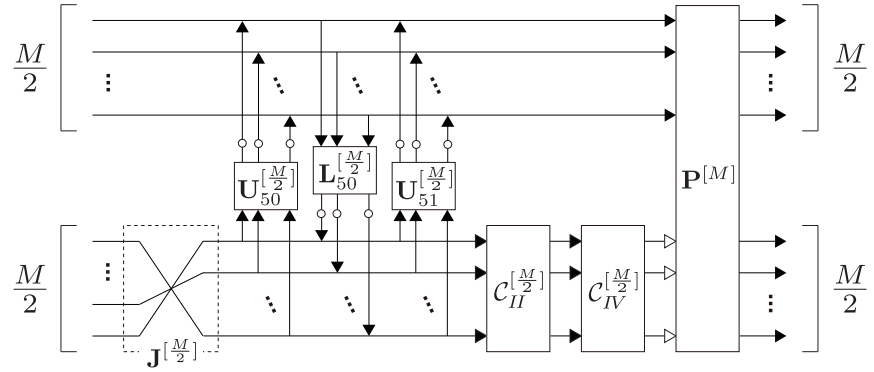 M/2
M/2
U_{50}^{[M/2]}
L_{50}^{[M/2]}
U_{51}^{[M/2]}
P^{[M]}
M/2
C_{II}^{[M/2]}
C_{IV}^{[M/2]}
M/2
J^{[M/2]}